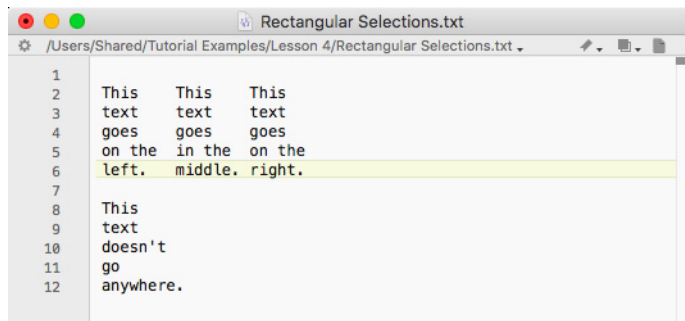 Rectangular Selections.txt
/Users/Shared/Tutorial Examples/Lesson 4/Rectangular Selections.txt
1
2 This This This
3 text text text
4 goes goes goes
5 on the in the on the
6 left. middle. right.
7
8 This
9 text
10 doesn't
11 go
12 anywhere.